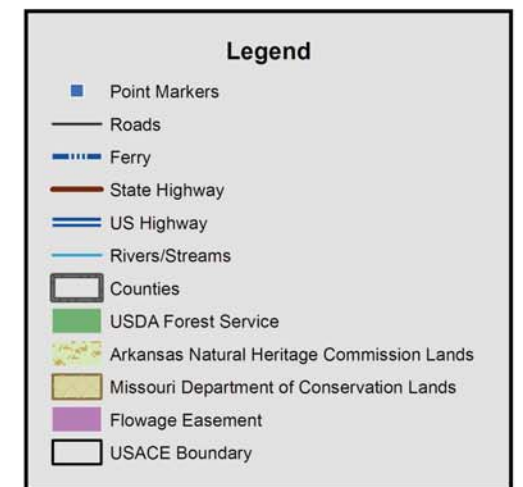 Legend
Point Markers
Roads
Ferry
State Highway
US Highway
Rivers/Streams
Counties
USDA Forest Service
Arkansas Natural Heritage Commission Lands
Missouri Department of Conservation Lands
Flowage Easement
USACE Boundary